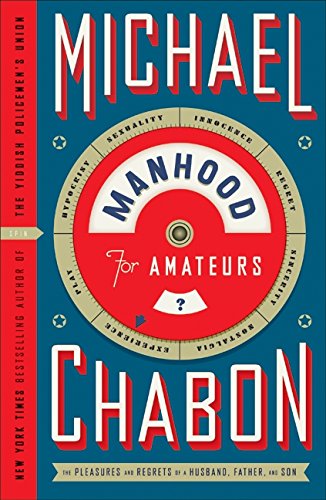 MICHAEL
MANHOOD
For AMATEURS
?
HYPOCRISY
SEXUALITY
INNOCENCE
REGRET
SINCERITY
NOSTALGIA
EXPERIENCE
PLAY
CHABON
THE PLEASURES AND REGRETS OF A HUSBAND, FATHER, AND SON
NEW YORK TIMES BESTSELLING AUTHOR OF
SPIN
THE YIDDISH POLICEMEN'S UNION